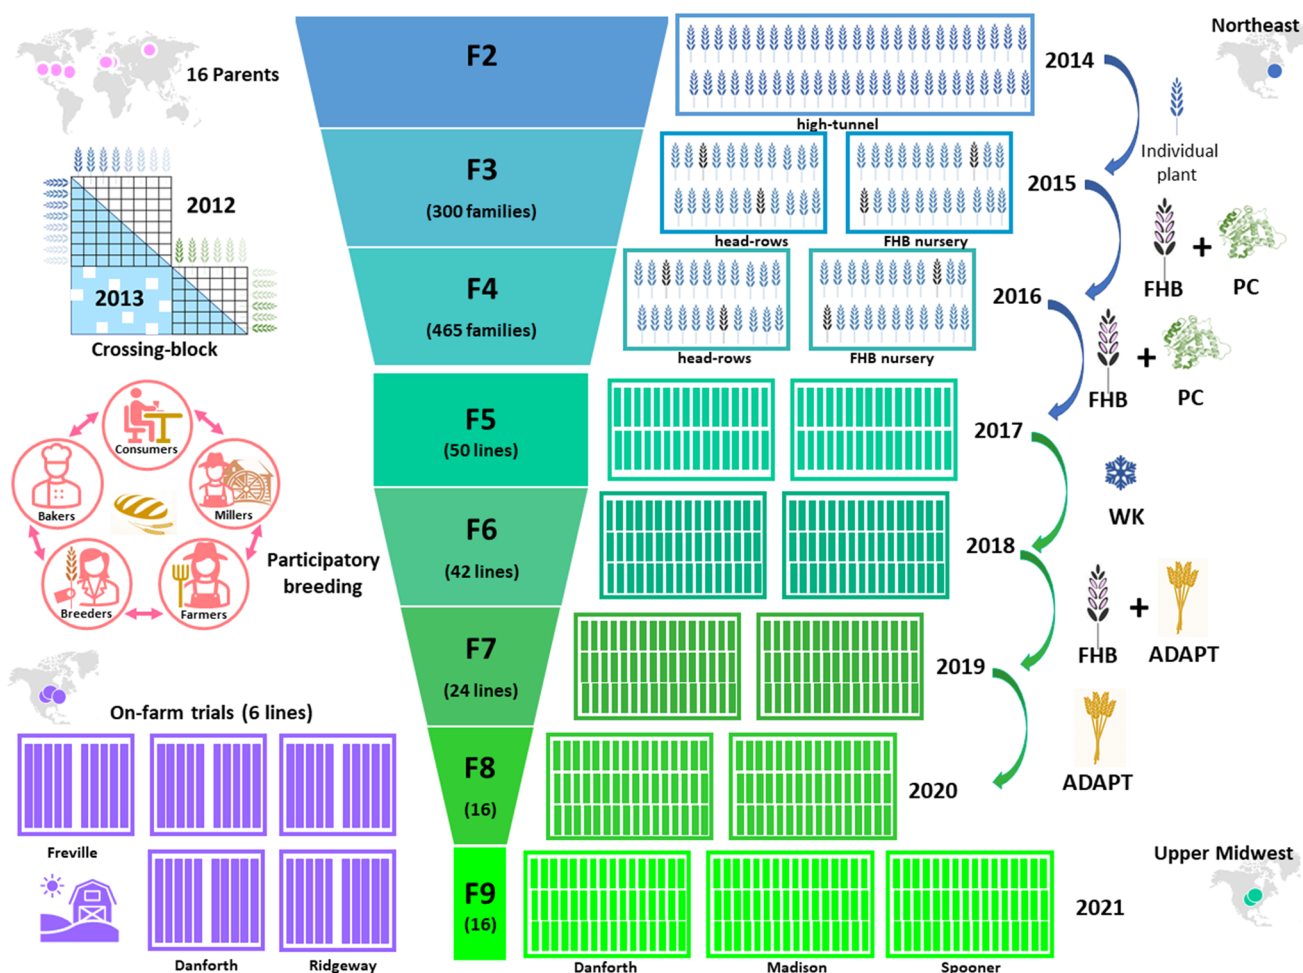 16 Parents
F2
2014
Northeast
high-tunnel
Individual
plant
F3
(300 families)
2015
head-rows
FHB nursery
FHB
+
PC
2012
2013
Crossing-block
F4
(465 families)
2016
head-rows
FHB nursery
FHB
+
PC
Consumers
Bakers
Millers
Breeders
Farmers
Participatory
breeding
F5
(50 lines)
2017
WK
F6
(42 lines)
2018
FHB
+
ADAPT
F7
(24 lines)
2019
ADAPT
On-farm trials (6 lines)
Freville
Danforth
Ridgeway
F8
(16)
2020
F9
(16)
2021
Upper Midwest
Danforth
Madison
Spooner